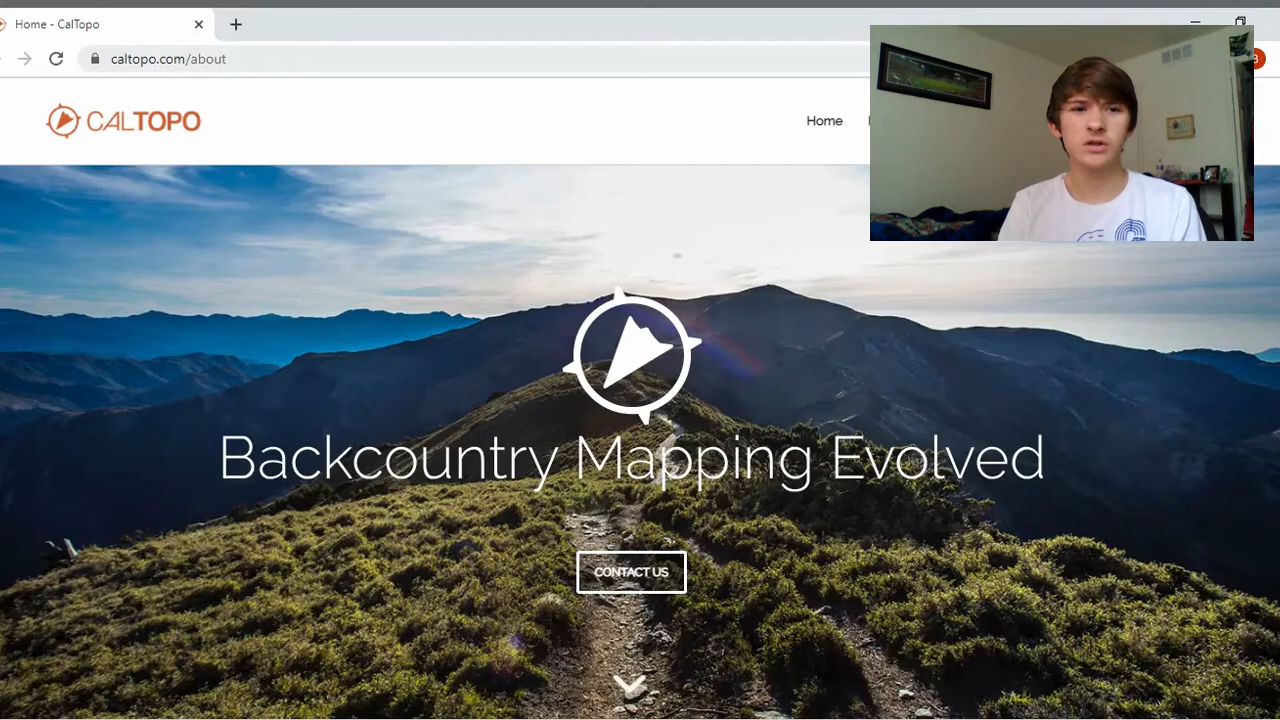 Home - CalTopo
caltopo.com/about
CALTOPO
Home
Backcountry Mapping Evolved
CONTACT US